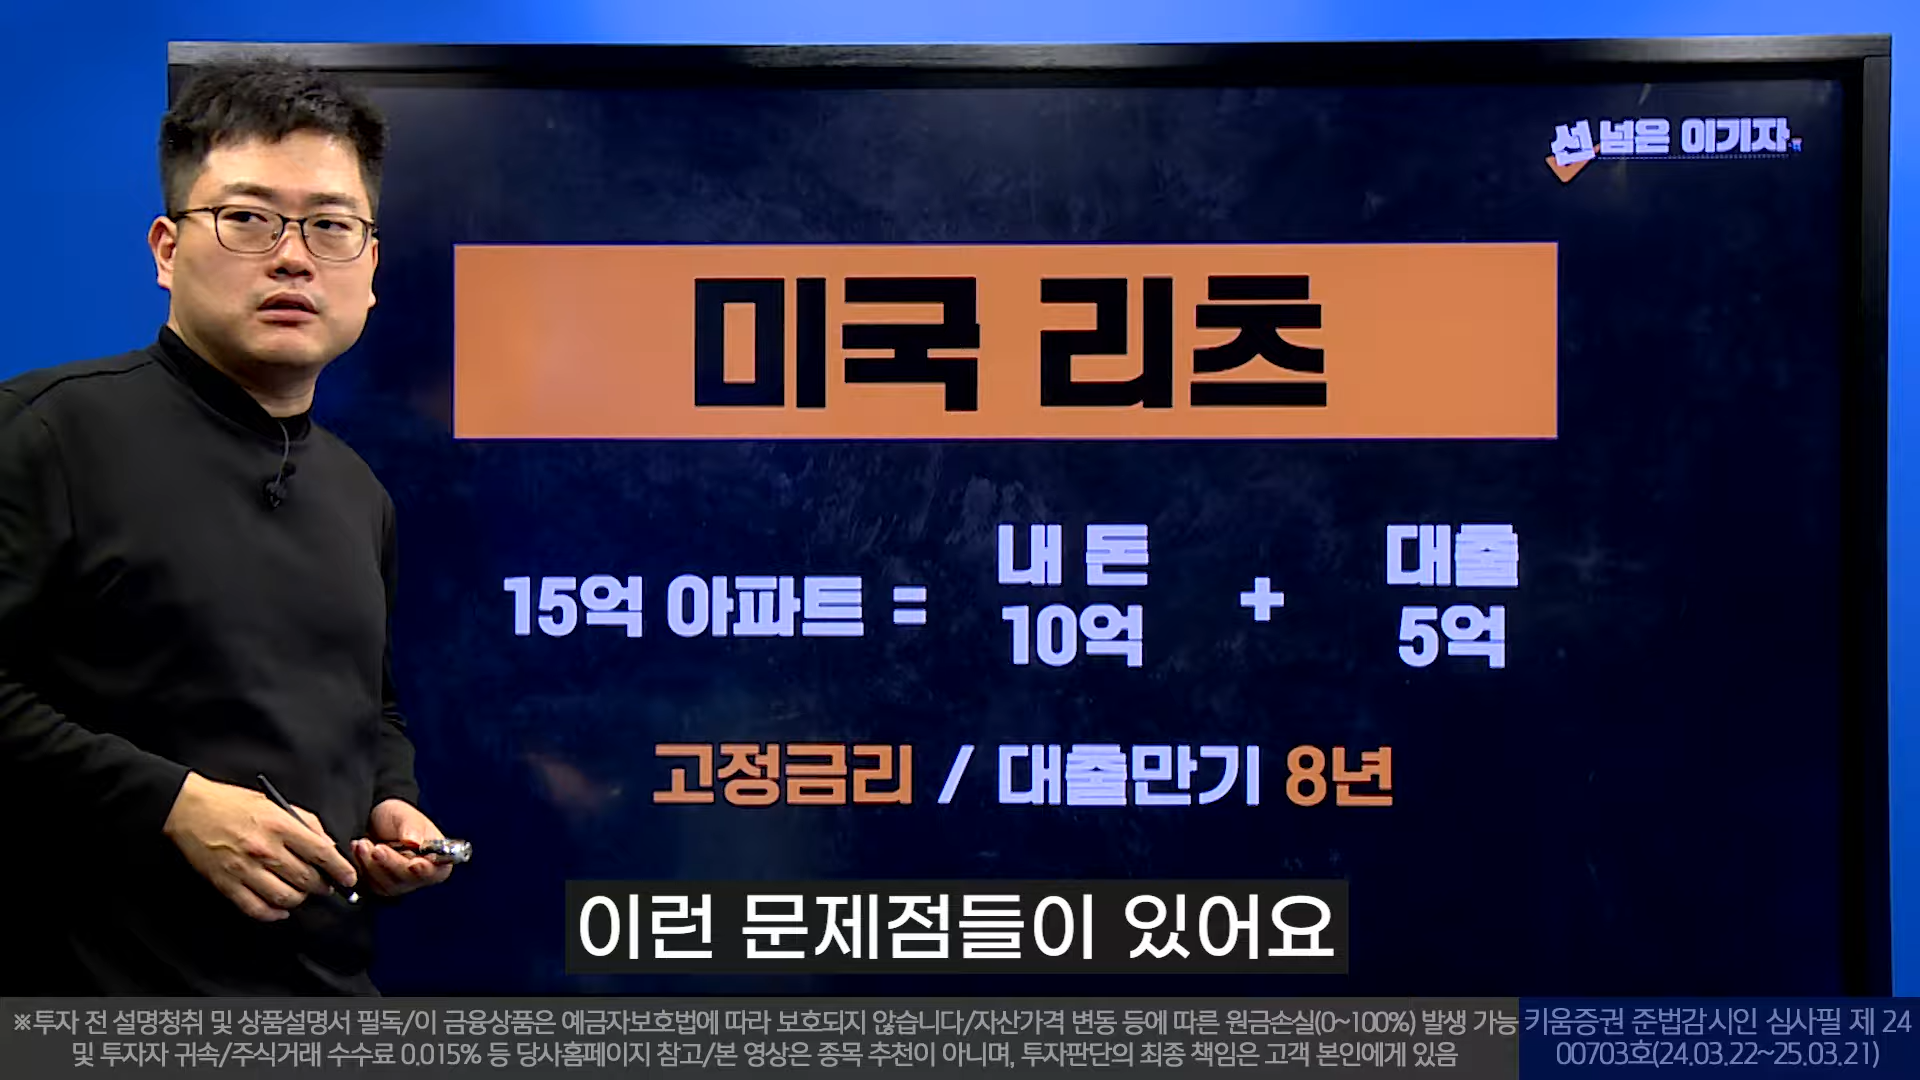 선 넘은 이기자
미국 리츠
15억 아파트 = 내 돈 10억 + 대출 5억
고정금리 / 대출만기 8년
이런 문제점들이 있어요
※투자 전 설명청취 및 상품설명서 필독/이 금융상품은 예금자보호법에 따라 보호되지 않습니다/자산가격 변동 등에 따른 원금손실(0~100%) 발생 가능
및 투자자 귀속/주식거래 수수료 0.015% 등 당사홈페이지 참고/본 영상은 종목 추천이 아니며, 투자판단의 최종 책임은 고객 본인에게 있음
키움증권 준법감시인 심사필 제 24
00703호(24.03.22~25.03.21)